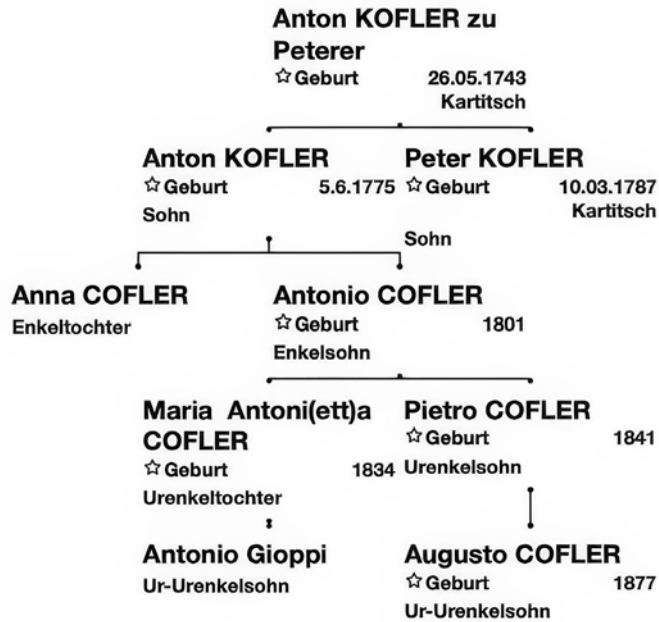 Anton KOFLER zu
Peterer
☆ Geburt 26.05.1743
Kartitsch
Anton KOFLER
☆ Geburt 5.6.1775
Sohn
Peter KOFLER
☆ Geburt 10.03.1787
Kartitsch
Sohn
Anna COFLER
Enkeltochter
Antonio COFLER
☆ Geburt 1801
Enkelsohn
Maria Antoni(ett)a
COFLER
☆ Geburt 1834
Urenkeltochter
Pietro COFLER
☆ Geburt 1841
Urenkelsohn
Antonio Gioppi
Ur-Urenkelsohn
Augusto COFLER
☆ Geburt 1877
Ur-Urenkelsohn